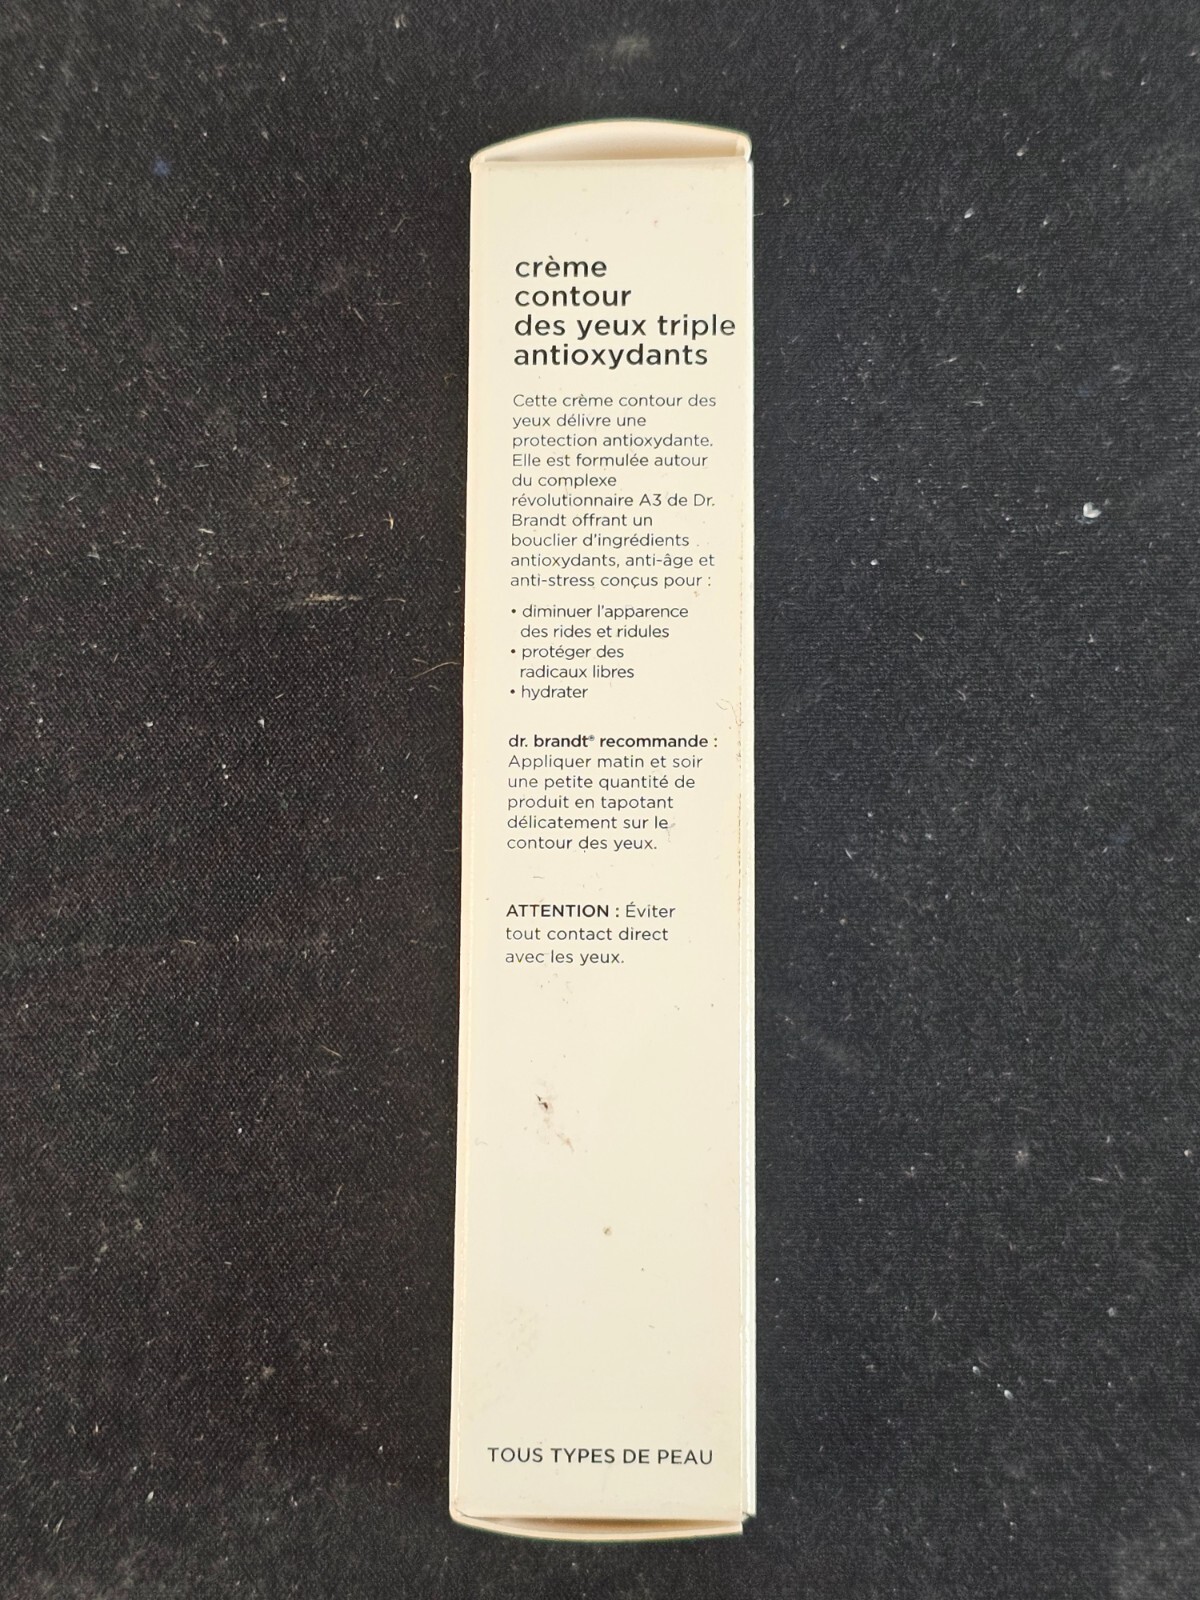 crème
contour
des yeux triple
antioxydants
Cette crème contour des
yeux délivre une
protection antioxydante.
Elle est formulée autour
du complexe
révolutionnaire A3 de Dr.
Brandt offrant un
bouclier d'ingrédients
antioxydants, anti-âge et
anti-stress conçus pour :
• diminuer l'apparence
des rides et ridules
• protéger des
radicaux libres
• hydrater
dr. brandt® recommande :
Appliquer matin et soir
une petite quantité de
produit en tapotant
délicatement sur le
contour des yeux.
ATTENTION : Éviter
tout contact direct
avec les yeux.
TOUS TYPES DE PEAU